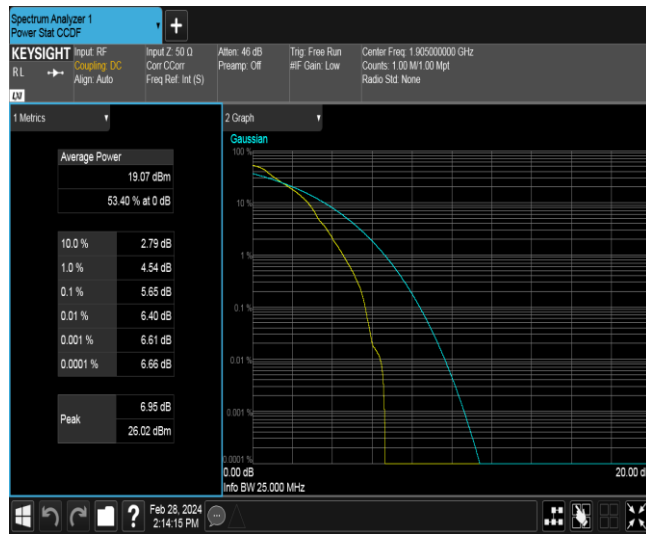 Spectrum Analyzer 1
Power Stat CCDF
+
KEYSIGHT
RL
LXI
Input: RF
Coupling: DC
Align: Auto
Input Z: 50 Ω
Corr CCorr
Freq Ref: Int (S)
Atten: 46 dB
Preamp: Off
Trig: Free Run
#IF Gain: Low
Center Freq: 1.905000000 GHz
Counts: 1.00 M/1.00 Mpt
Radio Std: None
1 Metrics
Average Power
19.07 dBm
53.40 % at 0 dB
10.0 % 2.79 dB
1.0 % 4.54 dB
0.1 % 5.65 dB
0.01 % 6.40 dB
0.001 % 6.61 dB
0.0001 % 6.66 dB
Peak
6.95 dB
26.02 dBm
2 Graph
Gaussian
100 %
10 %
1 %
0.1 %
0.01 %
0.001 %
0.0001 %
0.00 dB
20.00 d
Info BW 25.000 MHz
?
Feb 28, 2024
2:14:15 PM